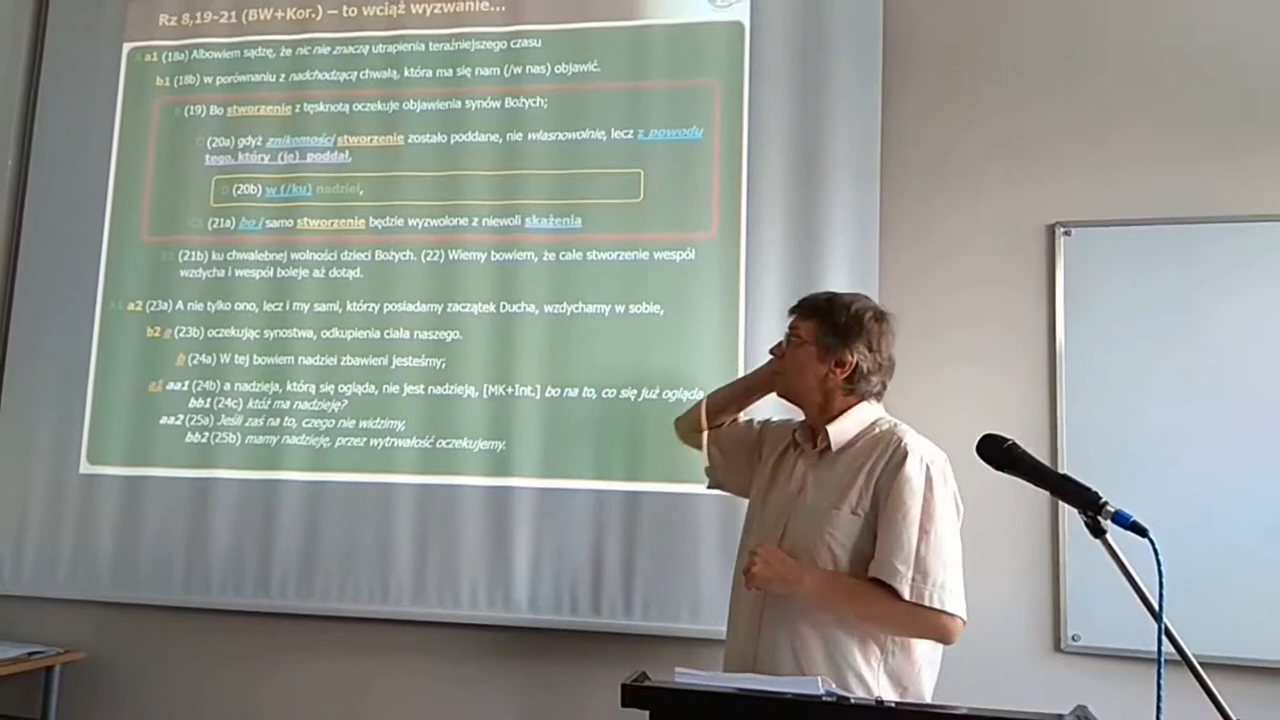 Rz 8,19-21 (BW+Kor.) – to wciąż wyzwanie...
a1 (18a) Albowiem sądzę, że nic nie znaczą utrapienia teraźniejszego czasu
b1 (18b) w porównaniu z nadchodzącą chwałą, która ma się nam (/w nas) objawić.
(19) Bo stworzenie z tęsknotą oczekuje objawienia synów Bożych;
(20a) gdyż znikomości stworzenie zostało poddane, nie własnowolnie, lecz z powodu
tego, który (je) poddał,
(20b) w (/ku) nadziei,
(21a) bo i samo stworzenie będzie wyzwolone z niewoli skażenia
(21b) ku chwalebnej wolności dzieci Bożych. (22) Wiemy bowiem, że całe stworzenie wespół
wzdycha i wespół boleje aż dotąd.
a2 (23a) A nie tylko ono, lecz i my sami, którzy posiadamy zaczątek Ducha, wzdychamy w sobie,
b2 a (23b) oczekując synostwa, odkupienia ciała naszego.
b (24a) W tej bowiem nadziei zbawieni jesteśmy;
a1 aa1 (24b) a nadzieja, którą się ogląda, nie jest nadzieją, [MK+Int.] bo na to, co się już ogląda
bb1 (24c) któż ma nadzieję?
aa2 (25a) Jeśli zaś na to, czego nie widzimy,
bb2 (25b) mamy nadzieję, przez wytrwałość oczekujemy.